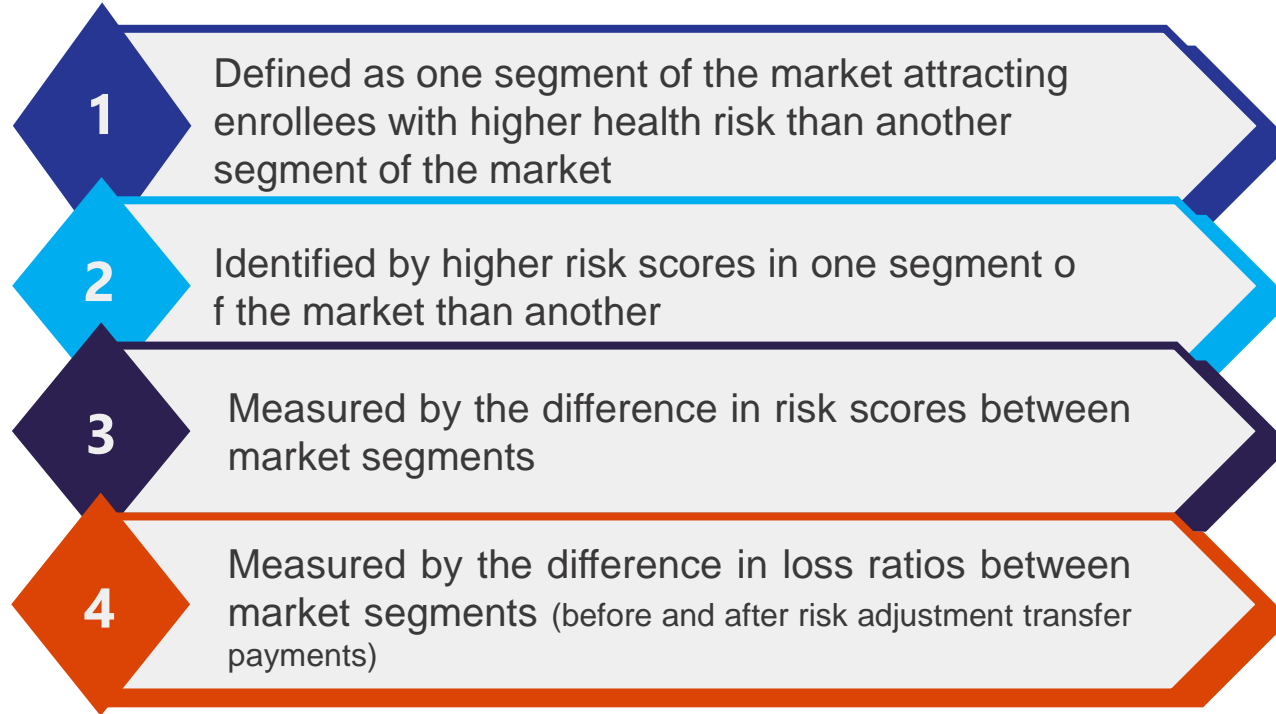 1
Defined as one segment of the market attracting
enrollees with higher health risk than another
segment of the market
2
Identified by higher risk scores in one segment o
f the market than another
3
Measured by the difference in risk scores between
market segments
4
Measured by the difference in loss ratios between
market segments (before and after risk adjustment transfer
payments)